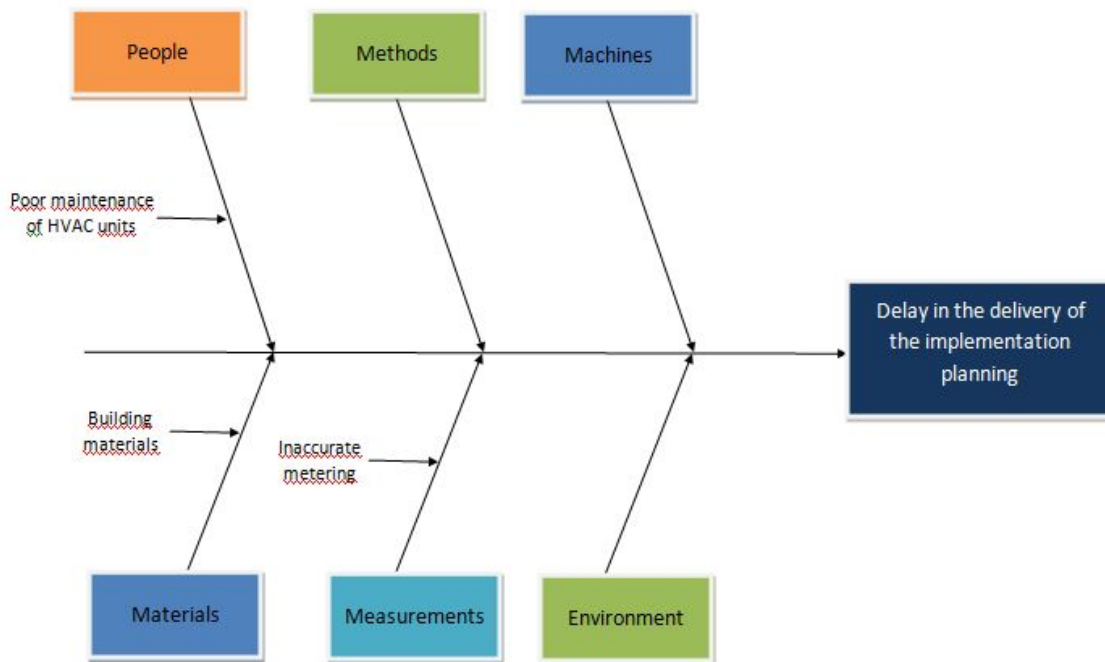 People
Methods
Machines
Poor maintenance
of HVAC units
Delay in the delivery of
the implementation
planning
Building
materials
Inaccurate
metering
Materials
Measurements
Environment